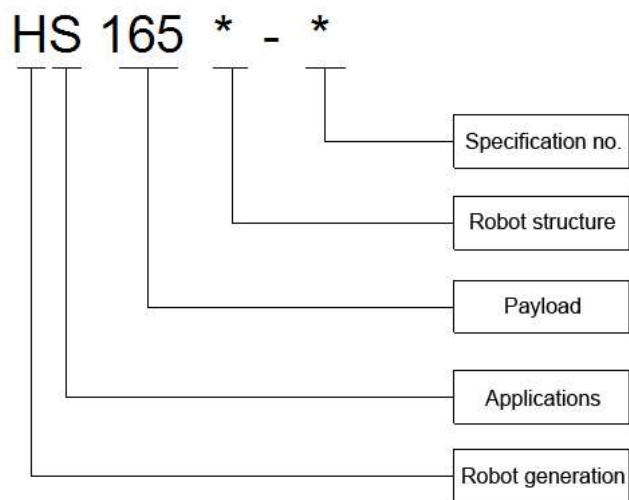 HS 165 * - *
Specification no.
Robot structure
Payload
Applications
Robot generation